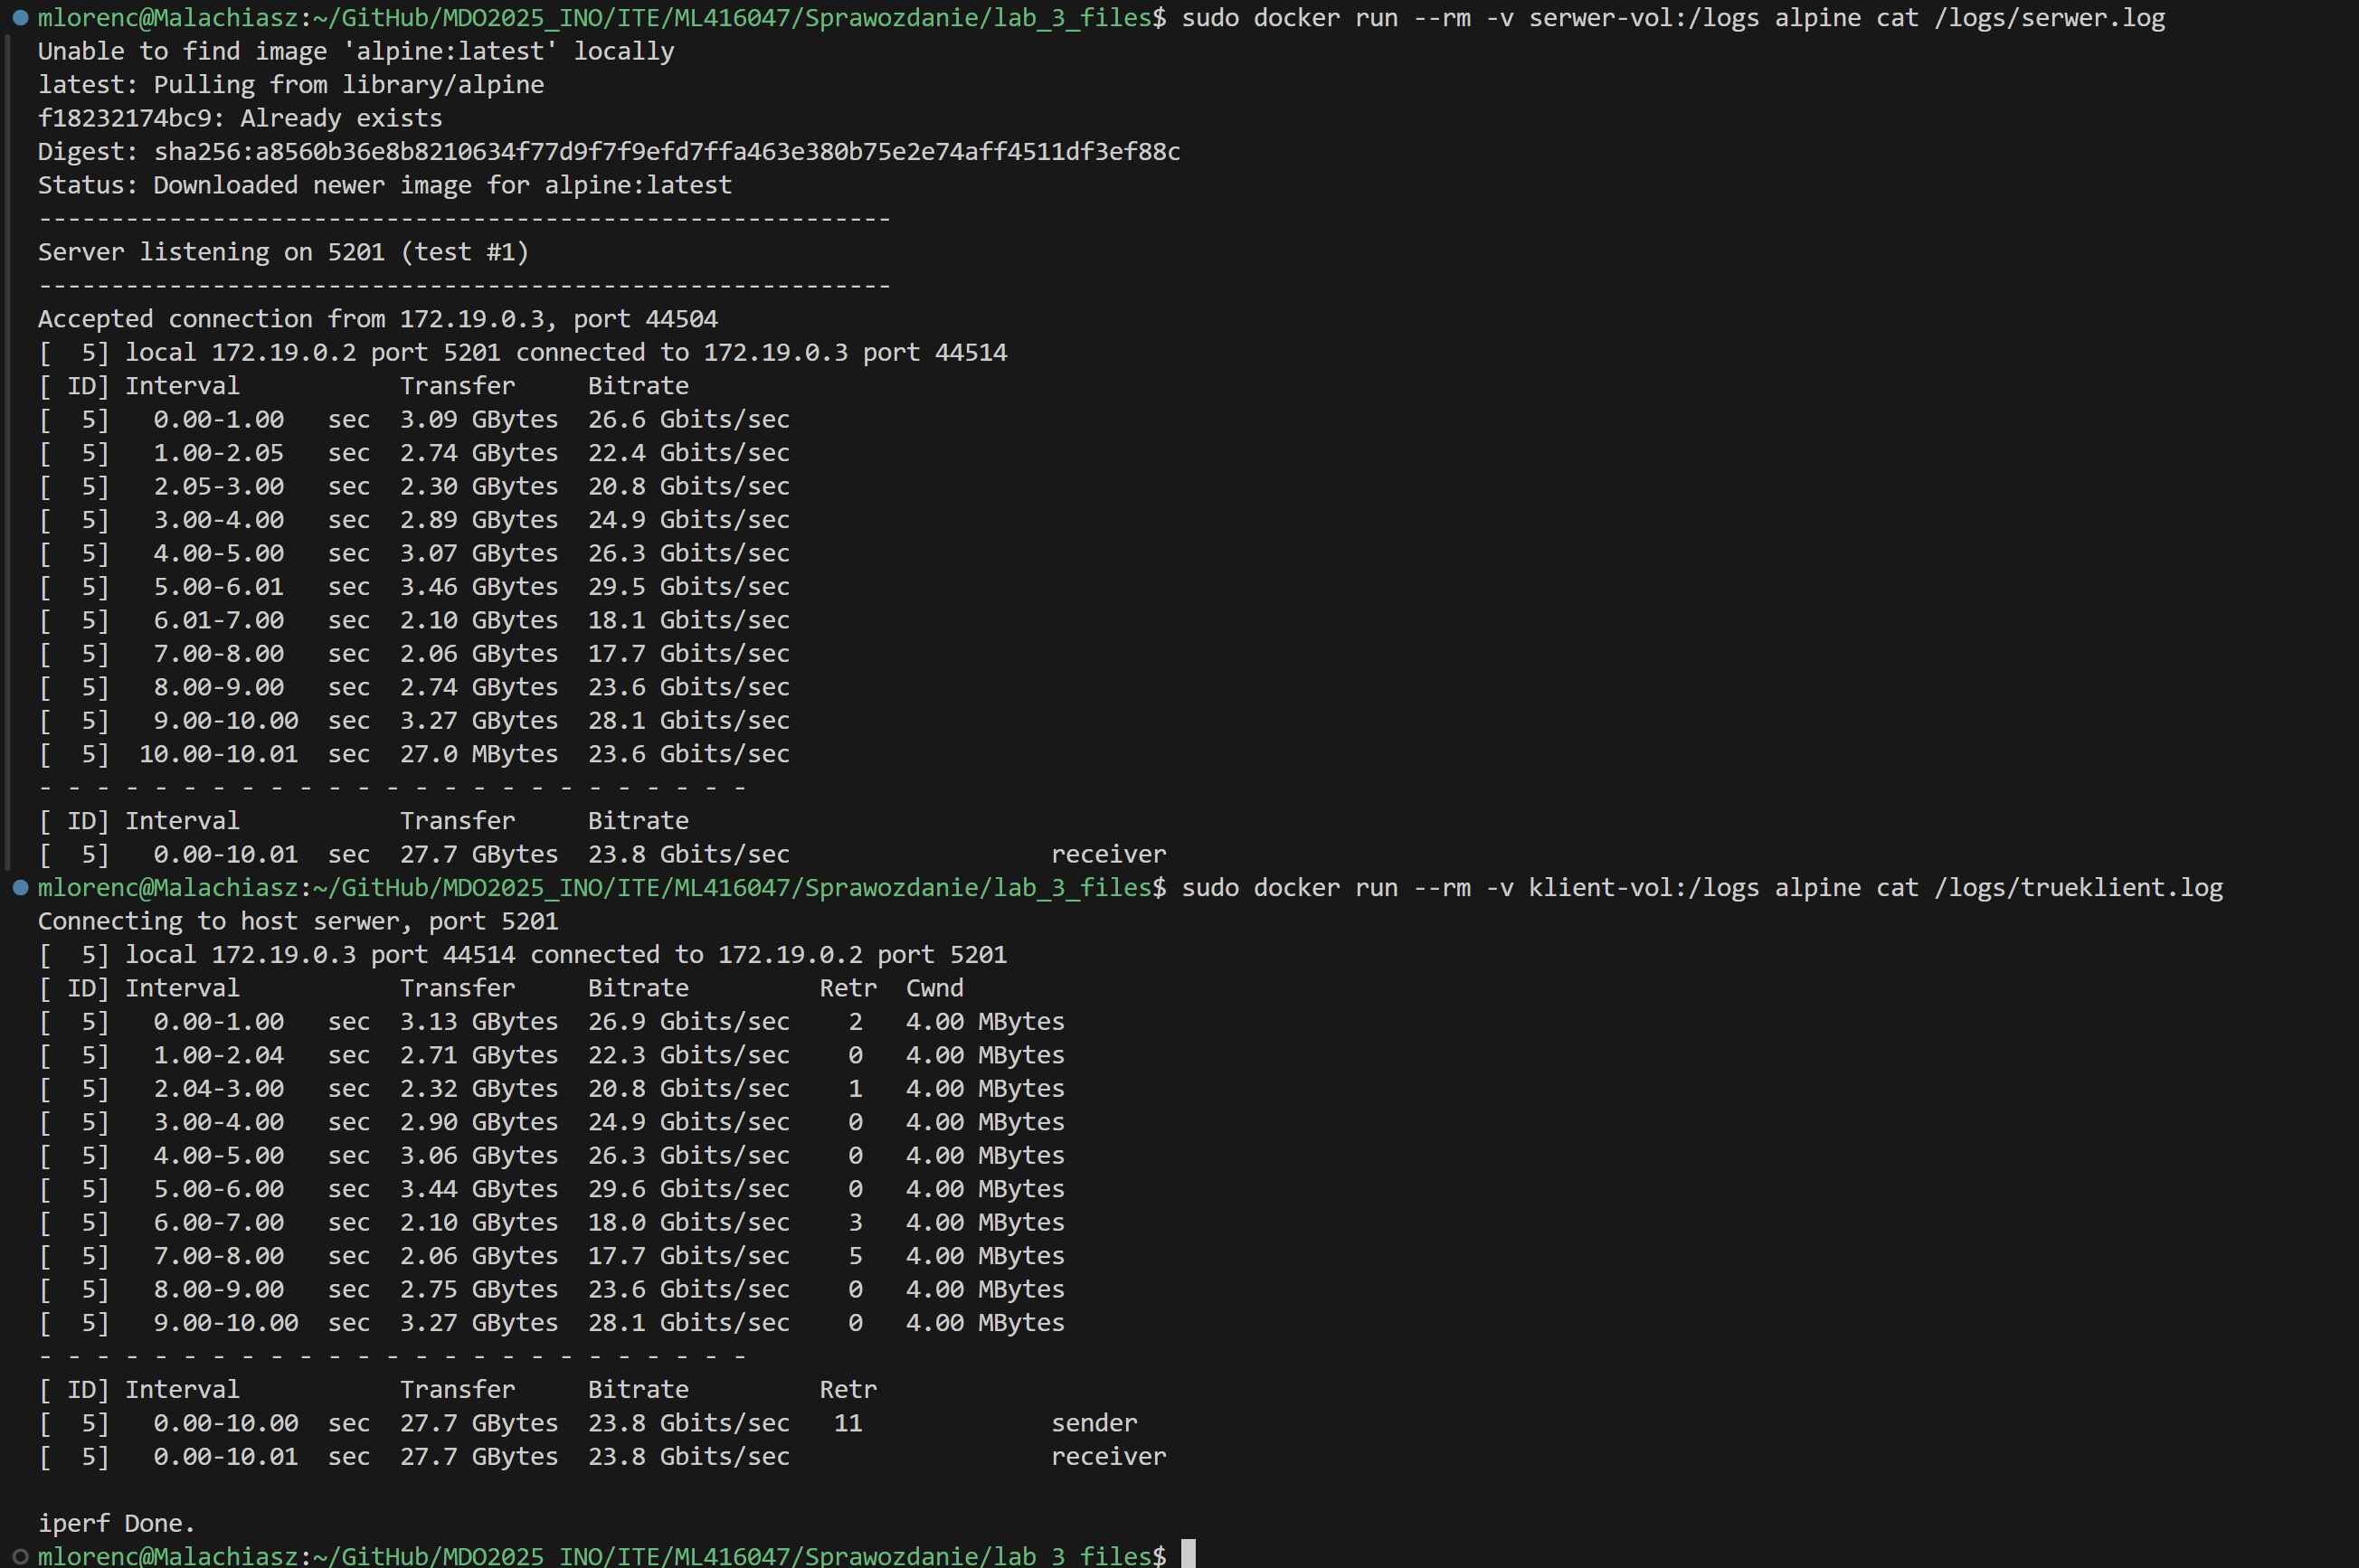 mlorenc@Malachiasz:~/GitHub/MDO2025_INO/ITE/ML416047/Sprawozdanie/lab_3_files$ sudo docker run --rm -v serwer-vol:/logs alpine cat /logs/serwer.log
Unable to find image 'alpine:latest' locally
latest: Pulling from library/alpine
f18232174bc9: Already exists
Digest: sha256:a8560b36e8b8210634f77d9f7f9efd7ffa463e380b75e2e74aff4511df3ef88c
Status: Downloaded newer image for alpine:latest
-----------------------------------------------------------
Server listening on 5201 (test #1)
-----------------------------------------------------------
Accepted connection from 172.19.0.3, port 44504
[  5] local 172.19.0.2 port 5201 connected to 172.19.0.3 port 44514
[ ID] Interval           Transfer     Bitrate
[  5]   0.00-1.00   sec  3.09 GBytes  26.6 Gbits/sec
[  5]   1.00-2.05   sec  2.74 GBytes  22.4 Gbits/sec
[  5]   2.05-3.00   sec  2.30 GBytes  20.8 Gbits/sec
[  5]   3.00-4.00   sec  2.89 GBytes  24.9 Gbits/sec
[  5]   4.00-5.00   sec  3.07 GBytes  26.3 Gbits/sec
[  5]   5.00-6.01   sec  3.46 GBytes  29.5 Gbits/sec
[  5]   6.01-7.00   sec  2.10 GBytes  18.1 Gbits/sec
[  5]   7.00-8.00   sec  2.06 GBytes  17.7 Gbits/sec
[  5]   8.00-9.00   sec  2.74 GBytes  23.6 Gbits/sec
[  5]   9.00-10.00  sec  3.27 GBytes  28.1 Gbits/sec
[  5]  10.00-10.01  sec  27.0 MBytes  23.6 Gbits/sec
- - - - - - - - - - - - - - - - - - - - - - - - -
[ ID] Interval           Transfer     Bitrate
[  5]   0.00-10.01  sec  27.7 GBytes  23.8 Gbits/sec                  receiver
mlorenc@Malachiasz:~/GitHub/MDO2025_INO/ITE/ML416047/Sprawozdanie/lab_3_files$ sudo docker run --rm -v klient-vol:/logs alpine cat /logs/trueklient.log
Connecting to host serwer, port 5201
[  5] local 172.19.0.3 port 44514 connected to 172.19.0.2 port 5201
[ ID] Interval           Transfer     Bitrate         Retr  Cwnd
[  5]   0.00-1.00   sec  3.13 GBytes  26.9 Gbits/sec    2   4.00 MBytes
[  5]   1.00-2.04   sec  2.71 GBytes  22.3 Gbits/sec    0   4.00 MBytes
[  5]   2.04-3.00   sec  2.32 GBytes  20.8 Gbits/sec    1   4.00 MBytes
[  5]   3.00-4.00   sec  2.90 GBytes  24.9 Gbits/sec    0   4.00 MBytes
[  5]   4.00-5.00   sec  3.06 GBytes  26.3 Gbits/sec    0   4.00 MBytes
[  5]   5.00-6.00   sec  3.44 GBytes  29.6 Gbits/sec    0   4.00 MBytes
[  5]   6.00-7.00   sec  2.10 GBytes  18.0 Gbits/sec    3   4.00 MBytes
[  5]   7.00-8.00   sec  2.06 GBytes  17.7 Gbits/sec    5   4.00 MBytes
[  5]   8.00-9.00   sec  2.75 GBytes  23.6 Gbits/sec    0   4.00 MBytes
[  5]   9.00-10.00  sec  3.27 GBytes  28.1 Gbits/sec    0   4.00 MBytes
- - - - - - - - - - - - - - - - - - - - - - - - -
[ ID] Interval           Transfer     Bitrate         Retr
[  5]   0.00-10.00  sec  27.7 GBytes  23.8 Gbits/sec   11             sender
[  5]   0.00-10.01  sec  27.7 GBytes  23.8 Gbits/sec                  receiver
iperf Done.
mlorenc@Malachiasz:~/GitHub/MDO2025_INO/ITE/ML416047/Sprawozdanie/lab_3_files$